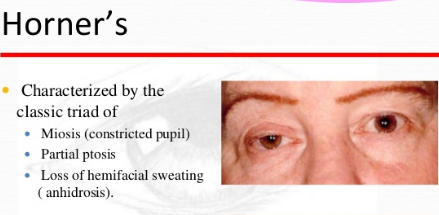 Horner's
Characterized by the
classic triad of
Miosis (constricted pupil)
Partial ptosis
Loss of hemifacial sweating
( anhidrosis).